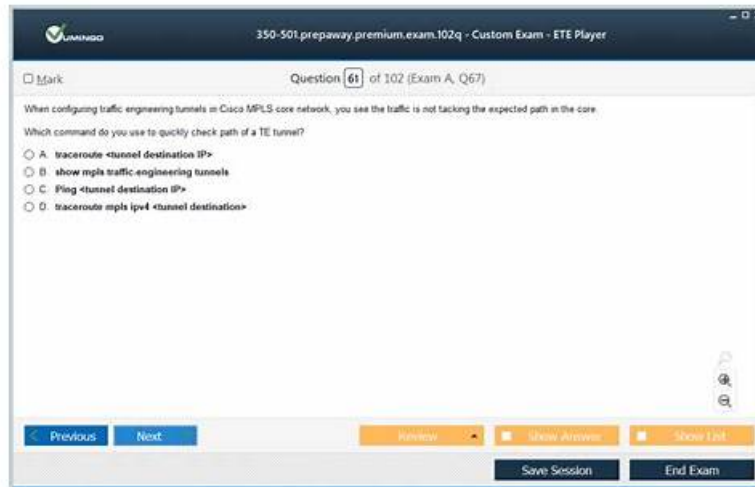 VUMINGO
350-501.prepaway.premium.exam.102q - Custom Exam - ETE Player
Mark
Question 61 of 102 (Exam A, Q67)
When configuring traffic engineering tunnels in Cisco MPLS core network, you see the traffic is not tacking the expected path in the core.
Which command do you use to quickly check path of a TE tunnel?
A. traceroute <tunnel destination IP>
B. show mpls traffic-engineering tunnels
C. Ping <tunnel destination IP>
D. traceroute mpls ipv4 <tunnel destination>
Previous Next Review Show Answer Show List
Save Session End Exam